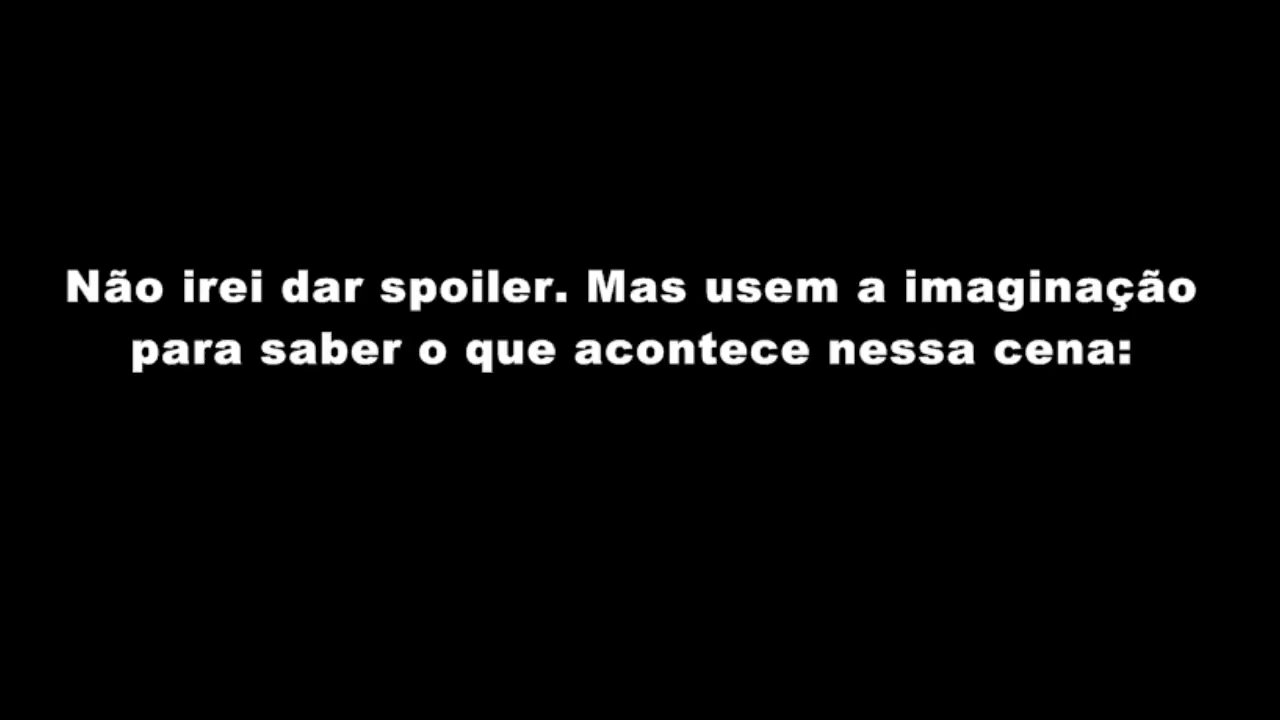 Não irei dar spoiler. Mas usem a imaginação
para saber o que acontece nessa cena: